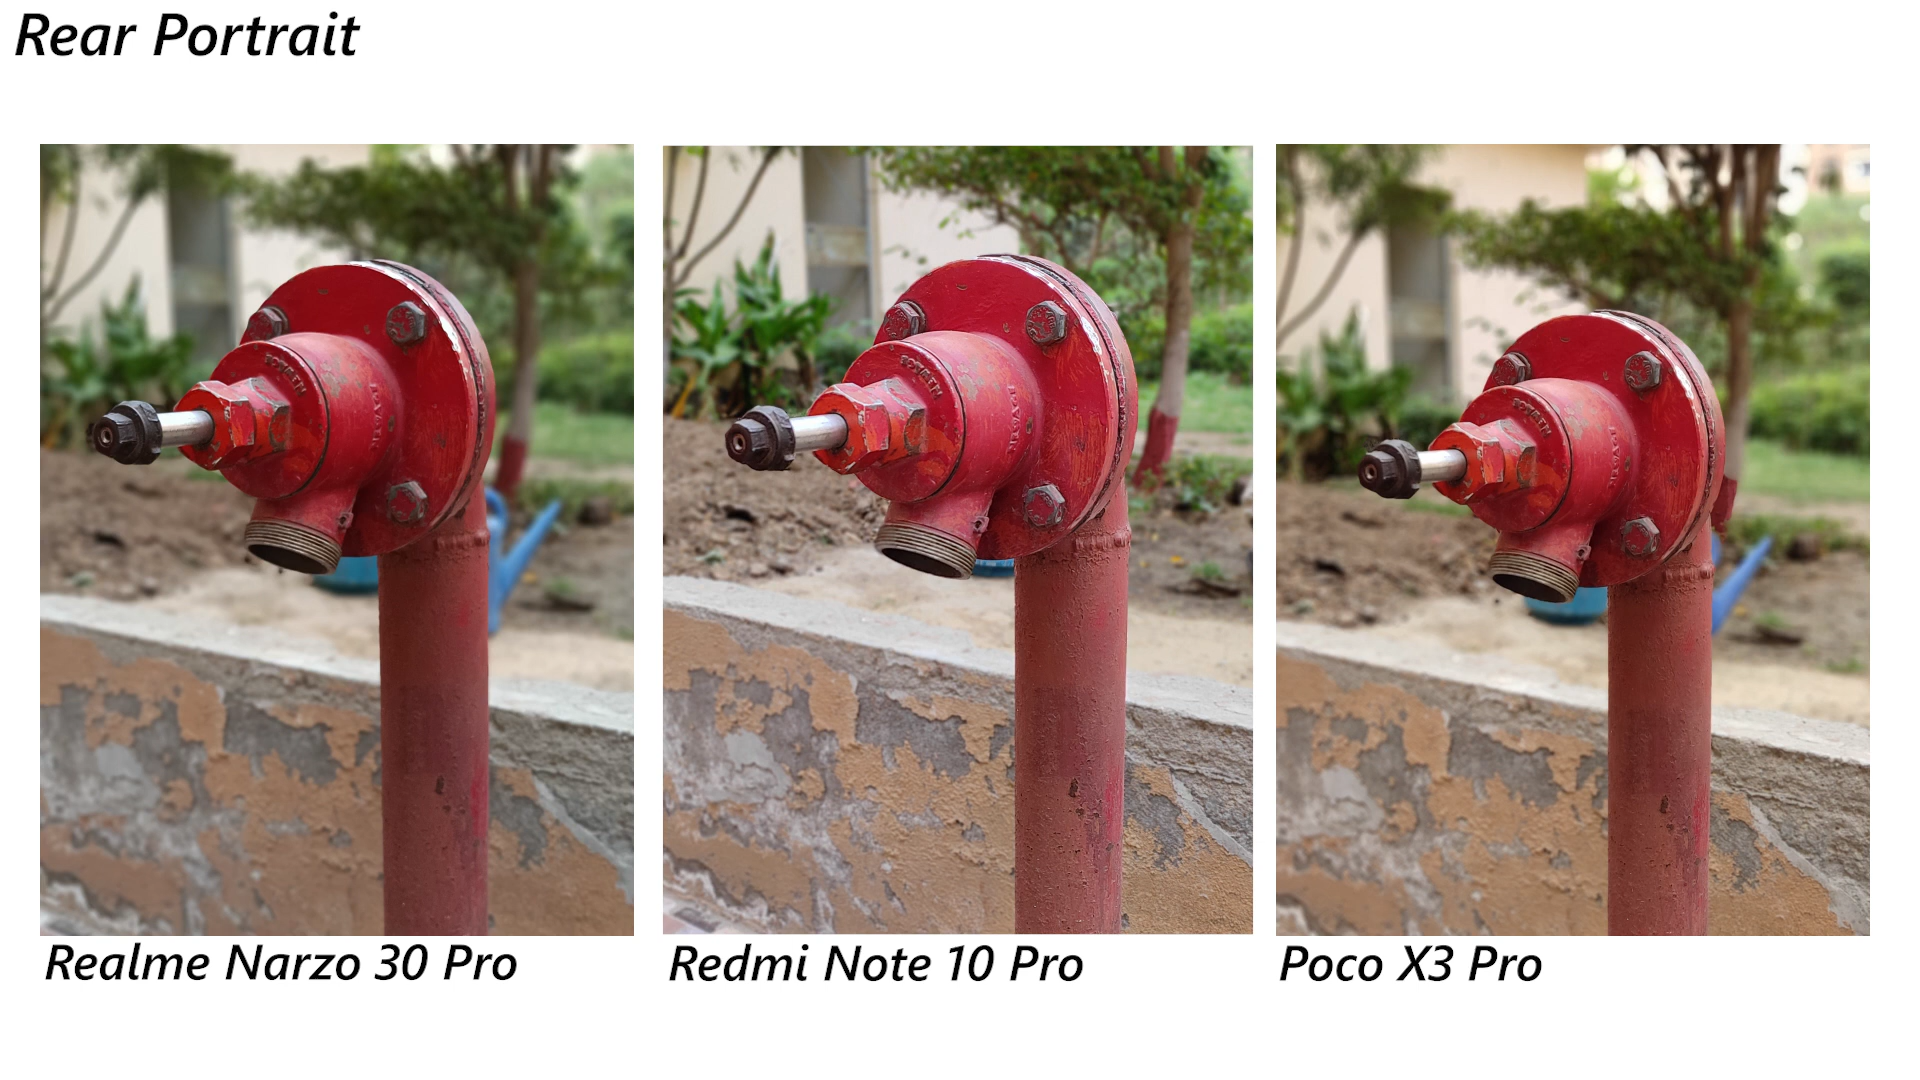 Rear Portrait
Realme Narzo 30 Pro
Redmi Note 10 Pro
Poco X3 Pro